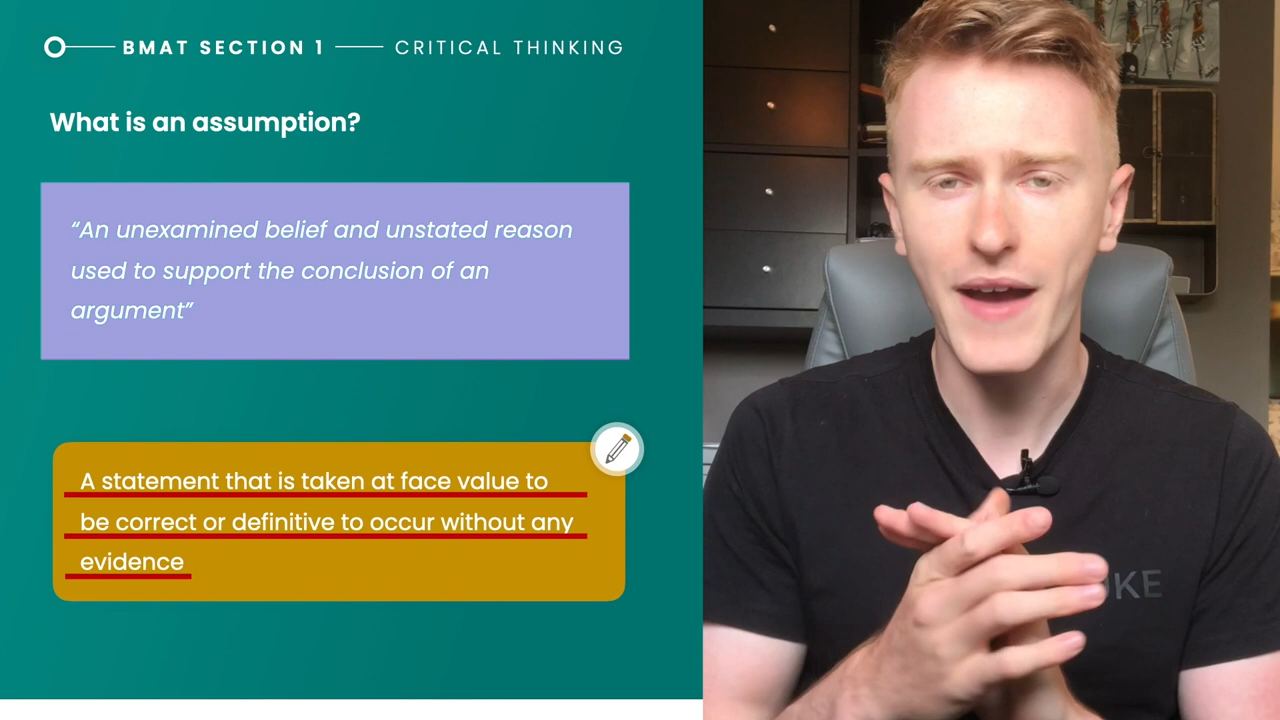 BMAT SECTION 1 CRITICAL THINKING
What is an assumption?
“An unexamined belief and unstated reason
used to support the conclusion of an
argument”
A statement that is taken at face value to
be correct or definitive to occur without any
evidence